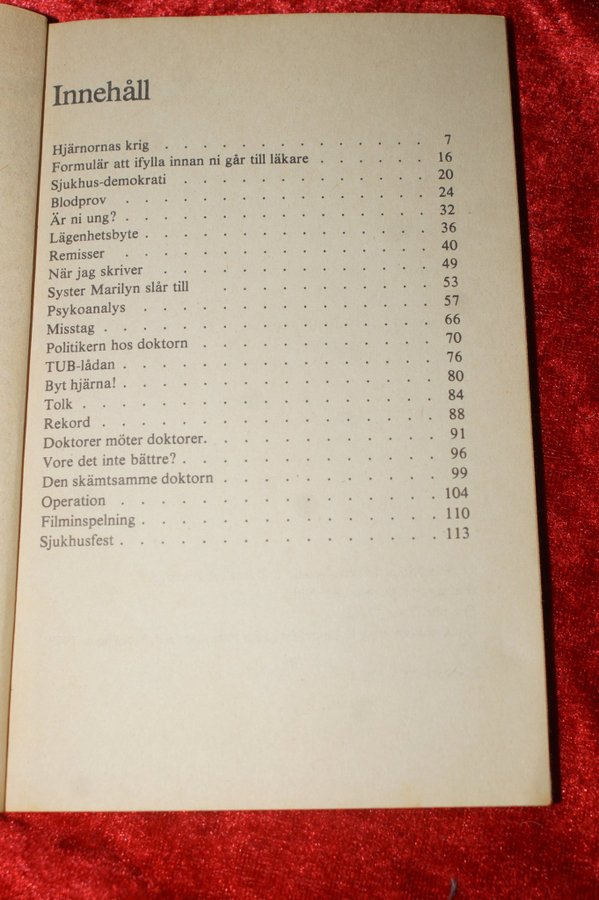 Innehåll
Hjärnornas krig . . . . . . . . . . . . . . 7
Formulär att ifylla innan ni går till läkare . . . . . . 16
Sjukhus-demokrati . . . . . . . . . . . . 20
Blodprov . . . . . . . . . . . . . . . 24
Är ni ung? . . . . . . . . . . . . . . . 32
Lägenhetsbyte . . . . . . . . . . . . . . 36
Remisser . . . . . . . . . . . . . . . 40
När jag skriver . . . . . . . . . . . . . 49
Syster Marilyn slår till . . . . . . . . . . . 53
Psykoanalys . . . . . . . . . . . . . . 57
Misstag . . . . . . . . . . . . . . . . 66
Politikern hos doktorn . . . . . . . . . . . 70
TUB-lådan . . . . . . . . . . . . . . . 76
Byt hjärna! . . . . . . . . . . . . . . . 80
Tolk . . . . . . . . . . . . . . . . . 84
Rekord . . . . . . . . . . . . . . . . 88
Doktorer möter doktorer. . . . . . . . . . . 91
Vore det inte bättre? . . . . . . . . . . . . 96
Den skämtsamme doktorn . . . . . . . . . . 99
Operation . . . . . . . . . . . . . . . 104
Filminspelning . . . . . . . . . . . . . . 110
Sjukhusfest . . . . . . . . . . . . . . . 113